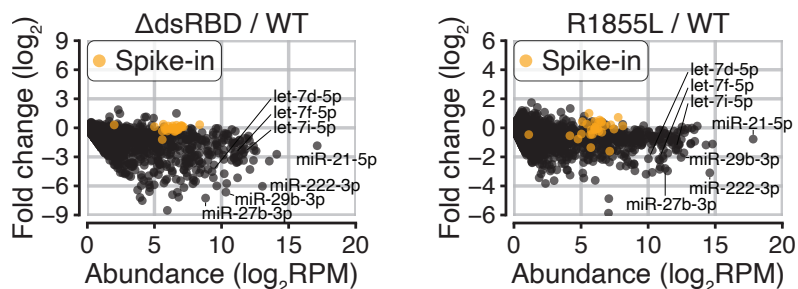 ΔdsRBD / WT
Fold change (log2)
9
6
3
0
−3
−6
−9
Spike-in
let-7d-5p
let-7f-5p
let-7i-5p
miR-21-5p
miR-222-3p
miR-29b-3p
miR-27b-3p
0 5 10 15 20
Abundance (log2RPM)
R1855L / WT
Fold change (log2)
6
4
2
0
−2
−4
−6
Spike-in
let-7d-5p
let-7f-5p
let-7i-5p
miR-21-5p
miR-29b-3p
miR-222-3p
miR-27b-3p
0 5 10 15 20
Abundance (log2RPM)